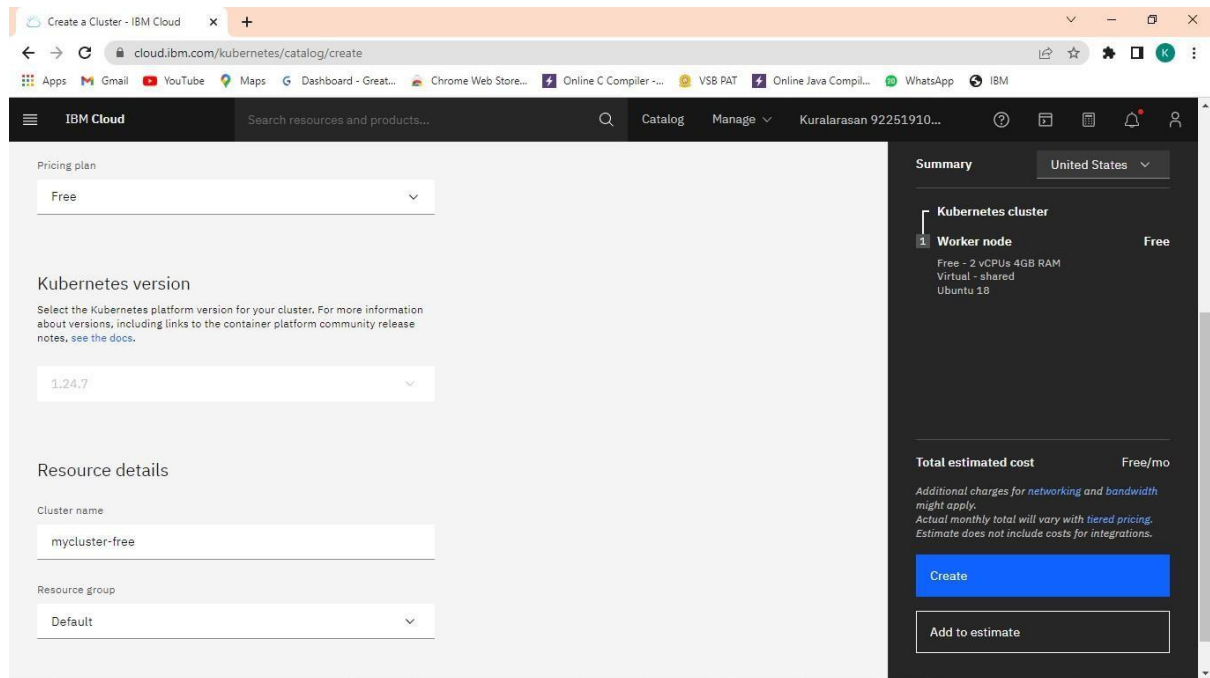 Create a Cluster - IBM Cloud
cloud.ibm.com/kubernetes/catalog/create
Apps Gmail YouTube Maps Dashboard - Great... Chrome Web Store... Online C Compiler -... VSB PAT Online Java Compil... WhatsApp IBM
IBM Cloud Search resources and products... Catalog Manage Kuralarasan 92251910...
Pricing plan
Free
Kubernetes version
Select the Kubernetes platform version for your cluster. For more information
about versions, including links to the container platform community release
notes, see the docs.
1.24.7
Resource details
Cluster name
mycluster-free
Resource group
Default
Summary United States
Kubernetes cluster
1 Worker node Free
Free - 2 vCPUs 4GB RAM
Virtual - shared
Ubuntu 18
Total estimated cost Free/mo
Additional charges for networking and bandwidth
might apply.
Actual monthly total will vary with tiered pricing.
Estimate does not include costs for integrations.
Create
Add to estimate